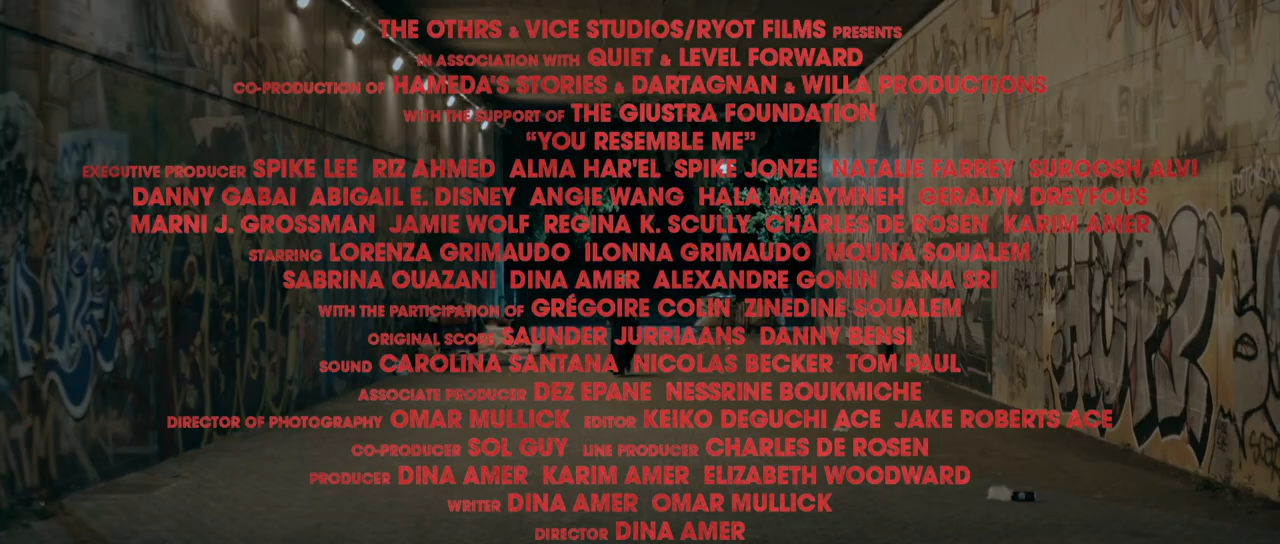 THE OTHRS & VICE STUDIOS/RYOT FILMS PRESENTS
IN ASSOCIATION WITH QUIET & LEVEL FORWARD
CO-PRODUCTION OF HAMEDA'S STORIES & DARTAGNAN & WILLA PRODUCTIONS
WITH THE SUPPORT OF THE GIUSTRA FOUNDATION
“YOU RESEMBLE ME”
EXECUTIVE PRODUCER SPIKE LEE RIZ AHMED ALMA HAR'EL SPIKE JONZE NATALIE FARREY SUROOSH ALVI
DANNY GABAI ABIGAIL E. DISNEY ANGIE WANG HALA MNAYMNEH GERALYN DREYFOUS
MARNI J. GROSSMAN JAMIE WOLF REGINA K. SCULLY CHARLES DE ROSEN KARIM AMER
STARRING LORENZA GRIMAUDO ILONNA GRIMAUDO MOUNA SOUALEM
SABRINA OUAZANI DINA AMER ALEXANDRE GONIN SANA SRI
WITH THE PARTICIPATION OF GRÉGOIRE COLIN ZINEDINE SOUALEM
ORIGINAL SCORE SAUNDER JURRIAANS DANNY BENSI
SOUND CAROLINA SANTANA NICOLAS BECKER TOM PAUL
ASSOCIATE PRODUCER DEZ EPANE NESSRINE BOUKMICHE
DIRECTOR OF PHOTOGRAPHY OMAR MULLICK EDITOR KEIKO DEGUCHI ACE JAKE ROBERTS ACE
CO-PRODUCER SOL GUY LINE PRODUCER CHARLES DE ROSEN
PRODUCER DINA AMER KARIM AMER ELIZABETH WOODWARD
WRITER DINA AMER OMAR MULLICK
DIRECTOR DINA AMER